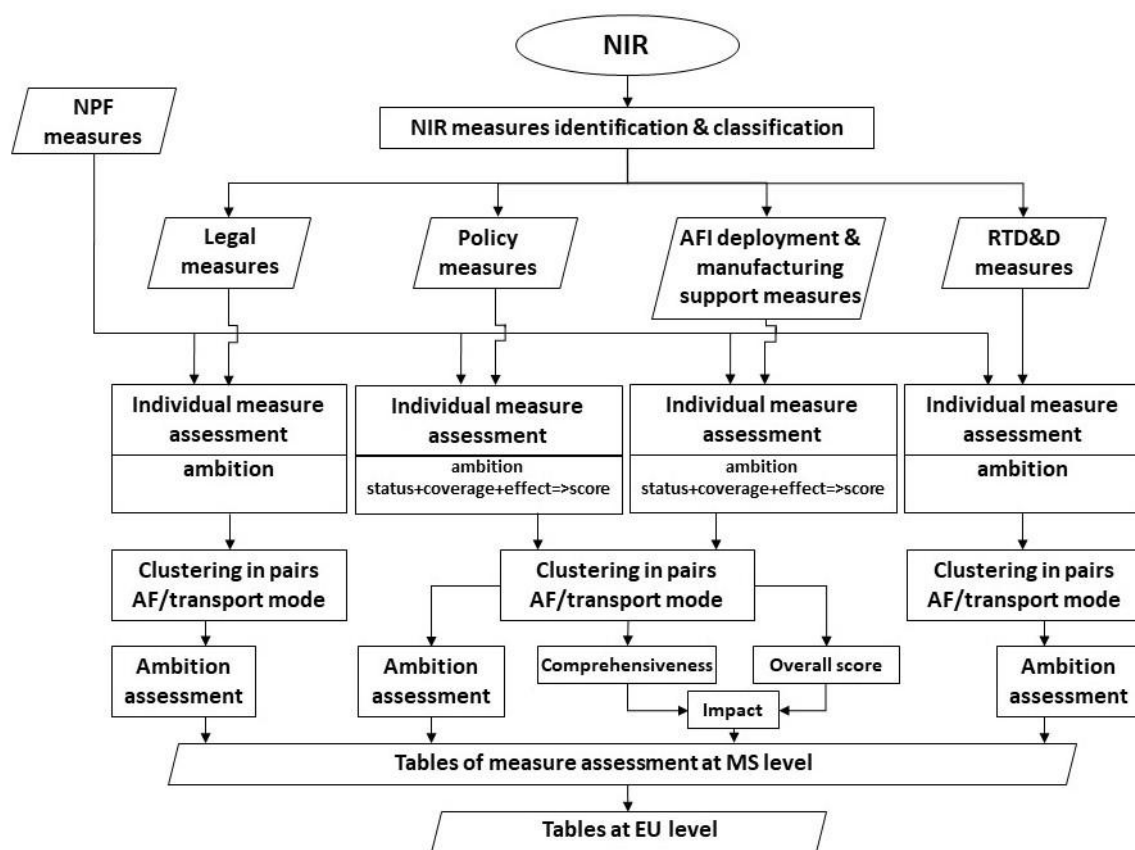 NIR
NPF
measures
NIR measures identification & classification
Legal
measures
Policy
measures
AFI deployment &
manufacturing
support measures
RTD&D
measures
Individual measure
assessment
ambition
Individual measure
assessment
ambition
status+coverage+effect=>score
Individual measure
assessment
ambition
status+coverage+effect=>score
Individual measure
assessment
ambition
Clustering in pairs
AF/transport mode
Clustering in pairs
AF/transport mode
Clustering in pairs
AF/transport mode
Ambition
assessment
Ambition
assessment
Comprehensiveness
Overall score
Ambition
assessment
Impact
Tables of measure assessment at MS level
Tables at EU level